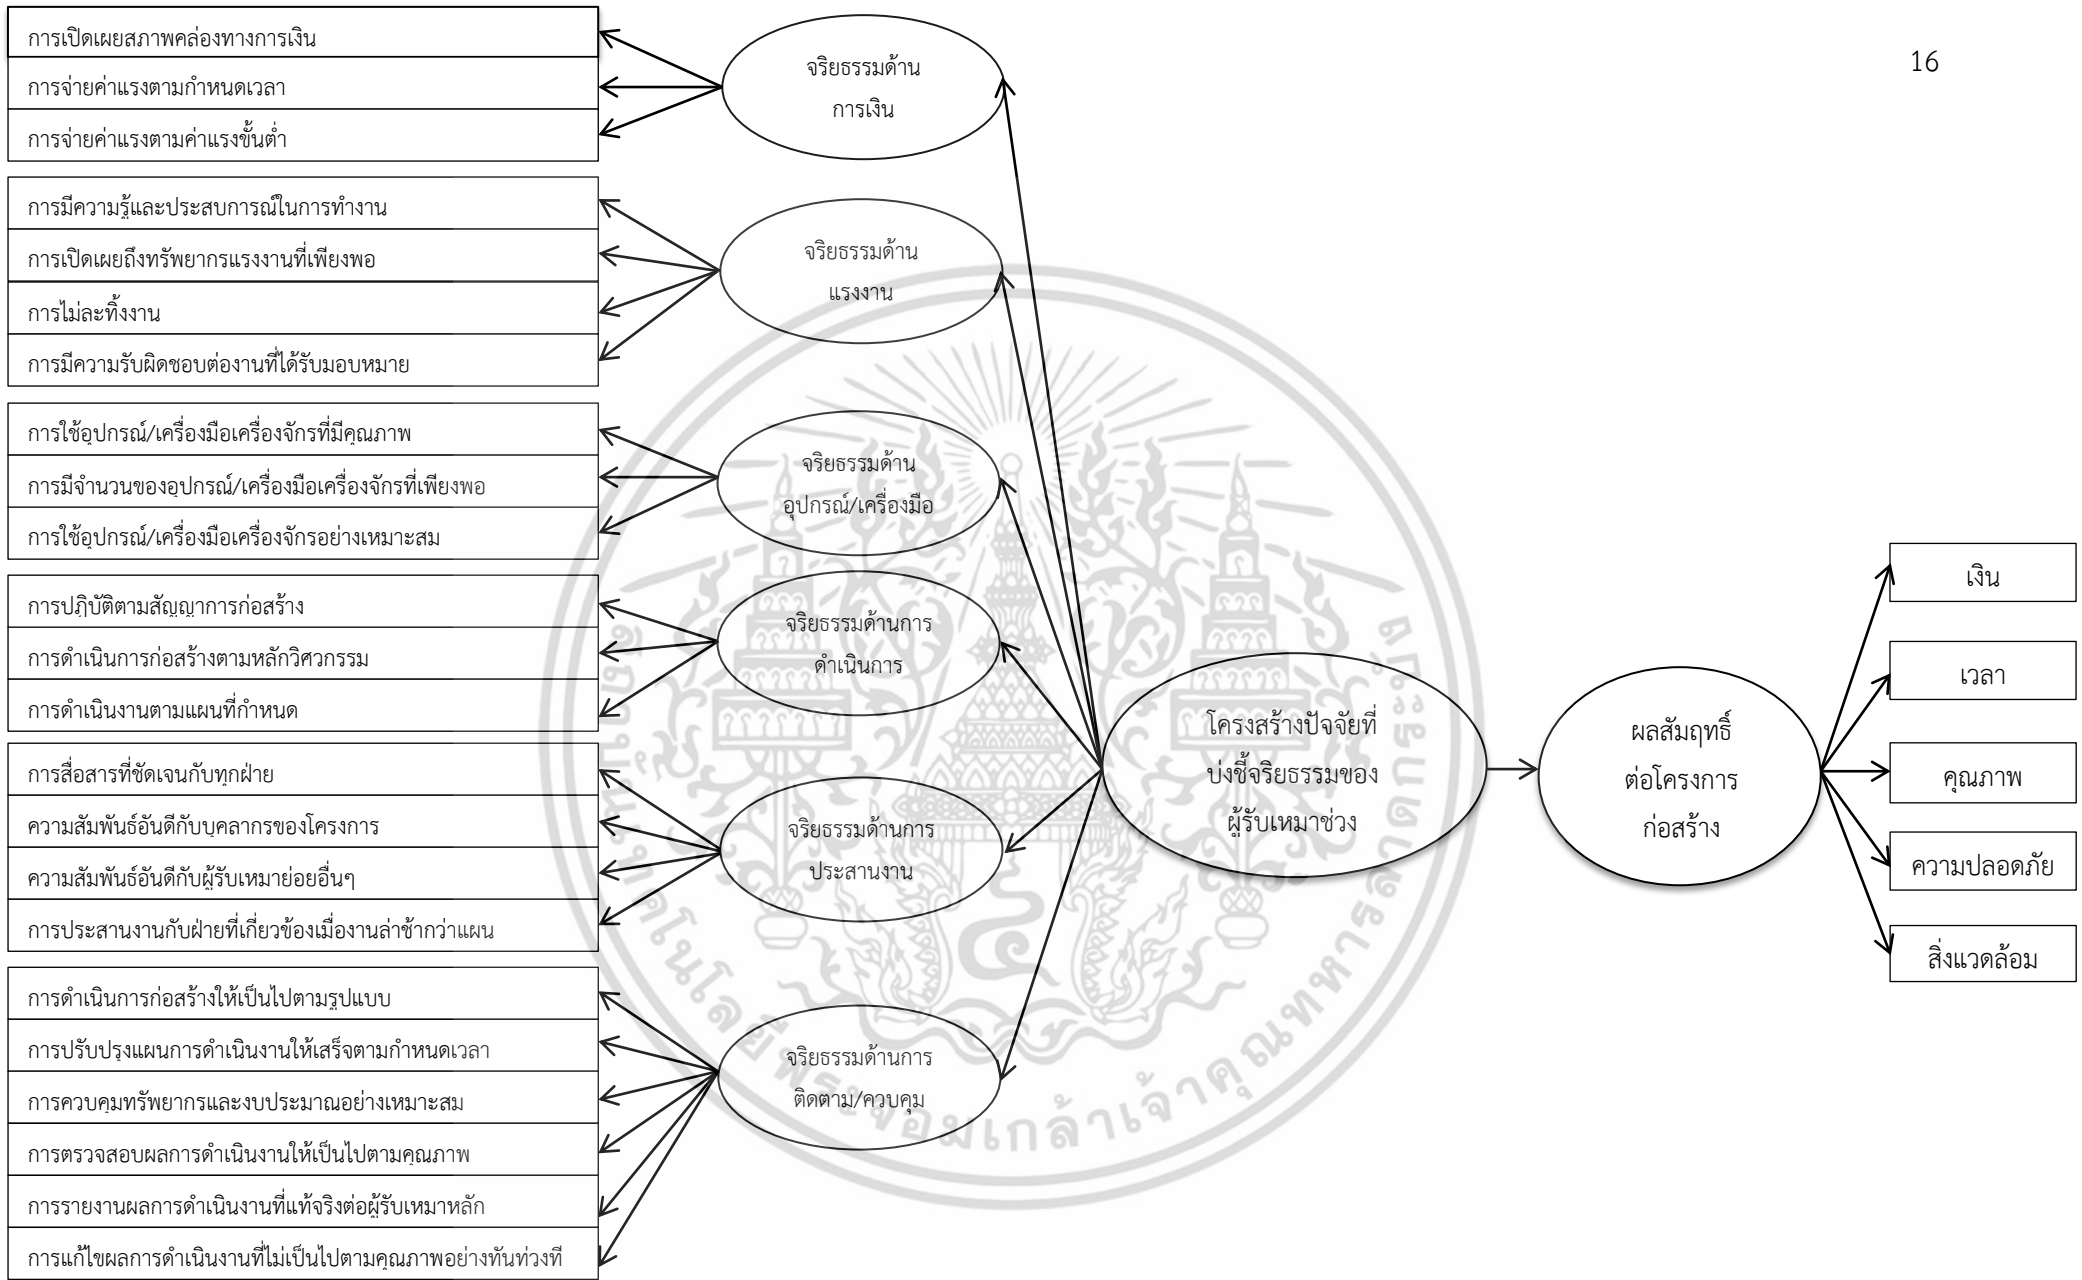 16
การเปิดเผยสภาพคล่องทางการเงิน
การจ่ายค่าแรงตามกำหนดเวลา
การจ่ายค่าแรงตามค่าแรงขั้นต่ำ
จริยธรรมด้าน
การเงิน
การมีความรู้และประสบการณ์ในการทำงาน
การเปิดเผยถึงทรัพยากรแรงงานที่เพียงพอ
การไม่ละทิ้งงาน
การมีความรับผิดชอบต่องานที่ได้รับมอบหมาย
จริยธรรมด้าน
แรงงาน
การใช้อุปกรณ์/เครื่องมือเครื่องจักรที่มีคุณภาพ
การมีจำนวนของอุปกรณ์/เครื่องมือเครื่องจักรที่เพียงพอ
การใช้อุปกรณ์/เครื่องมือเครื่องจักรอย่างเหมาะสม
จริยธรรมด้าน
อุปกรณ์/เครื่องมือ
การปฎิบัติตามสัญญาการก่อสร้าง
การดำเนินการก่อสร้างตามหลักวิศวกรรม
การดำเนินงานตามแผนที่กำหนด
จริยธรรมด้านการ
ดำเนินการ
การสื่อสารที่ชัดเจนกับทุกฝ่าย
ความสัมพันธ์อันดีกับบุคลากรของโครงการ
ความสัมพันธ์อันดีกับผู้รับเหมาย่อยอื่นๆ
การประสานงานกับฝ่ายที่เกี่ยวข้องเมื่องานล่าช้ากว่าแผน
จริยธรรมด้านการ
ประสานงาน
การดำเนินการก่อสร้างให้เป็นไปตามรูปแบบ
การปรับปรุงแผนการดำเนินงานให้เสร็จตามกำหนดเวลา
การควบคุมทรัพยากรและงบประมาณอย่างเหมาะสม
การตรวจสอบผลการดำเนินงานให้เป็นไปตามคุณภาพ
การรายงานผลการดำเนินงานที่แท้จริงต่อผู้รับเหมาหลัก
การแก้ไขผลการดำเนินงานที่ไม่เป็นไปตามคุณภาพอย่างทันท่วงที
จริยธรรมด้านการ
ติดตาม/ควบคุม
โครงสร้างปัจจัยที่
บ่งชี้จริยธรรมของ
ผู้รับเหมาช่วง
ผลสัมฤทธิ์
ต่อโครงการ
ก่อสร้าง
เงิน
เวลา
คุณภาพ
ความปลอดภัย
สิ่งแวดล้อม
สถาบันเทคโนโลยีพระจอมเกล้าเจ้าคุณทหารลาดกระบัง